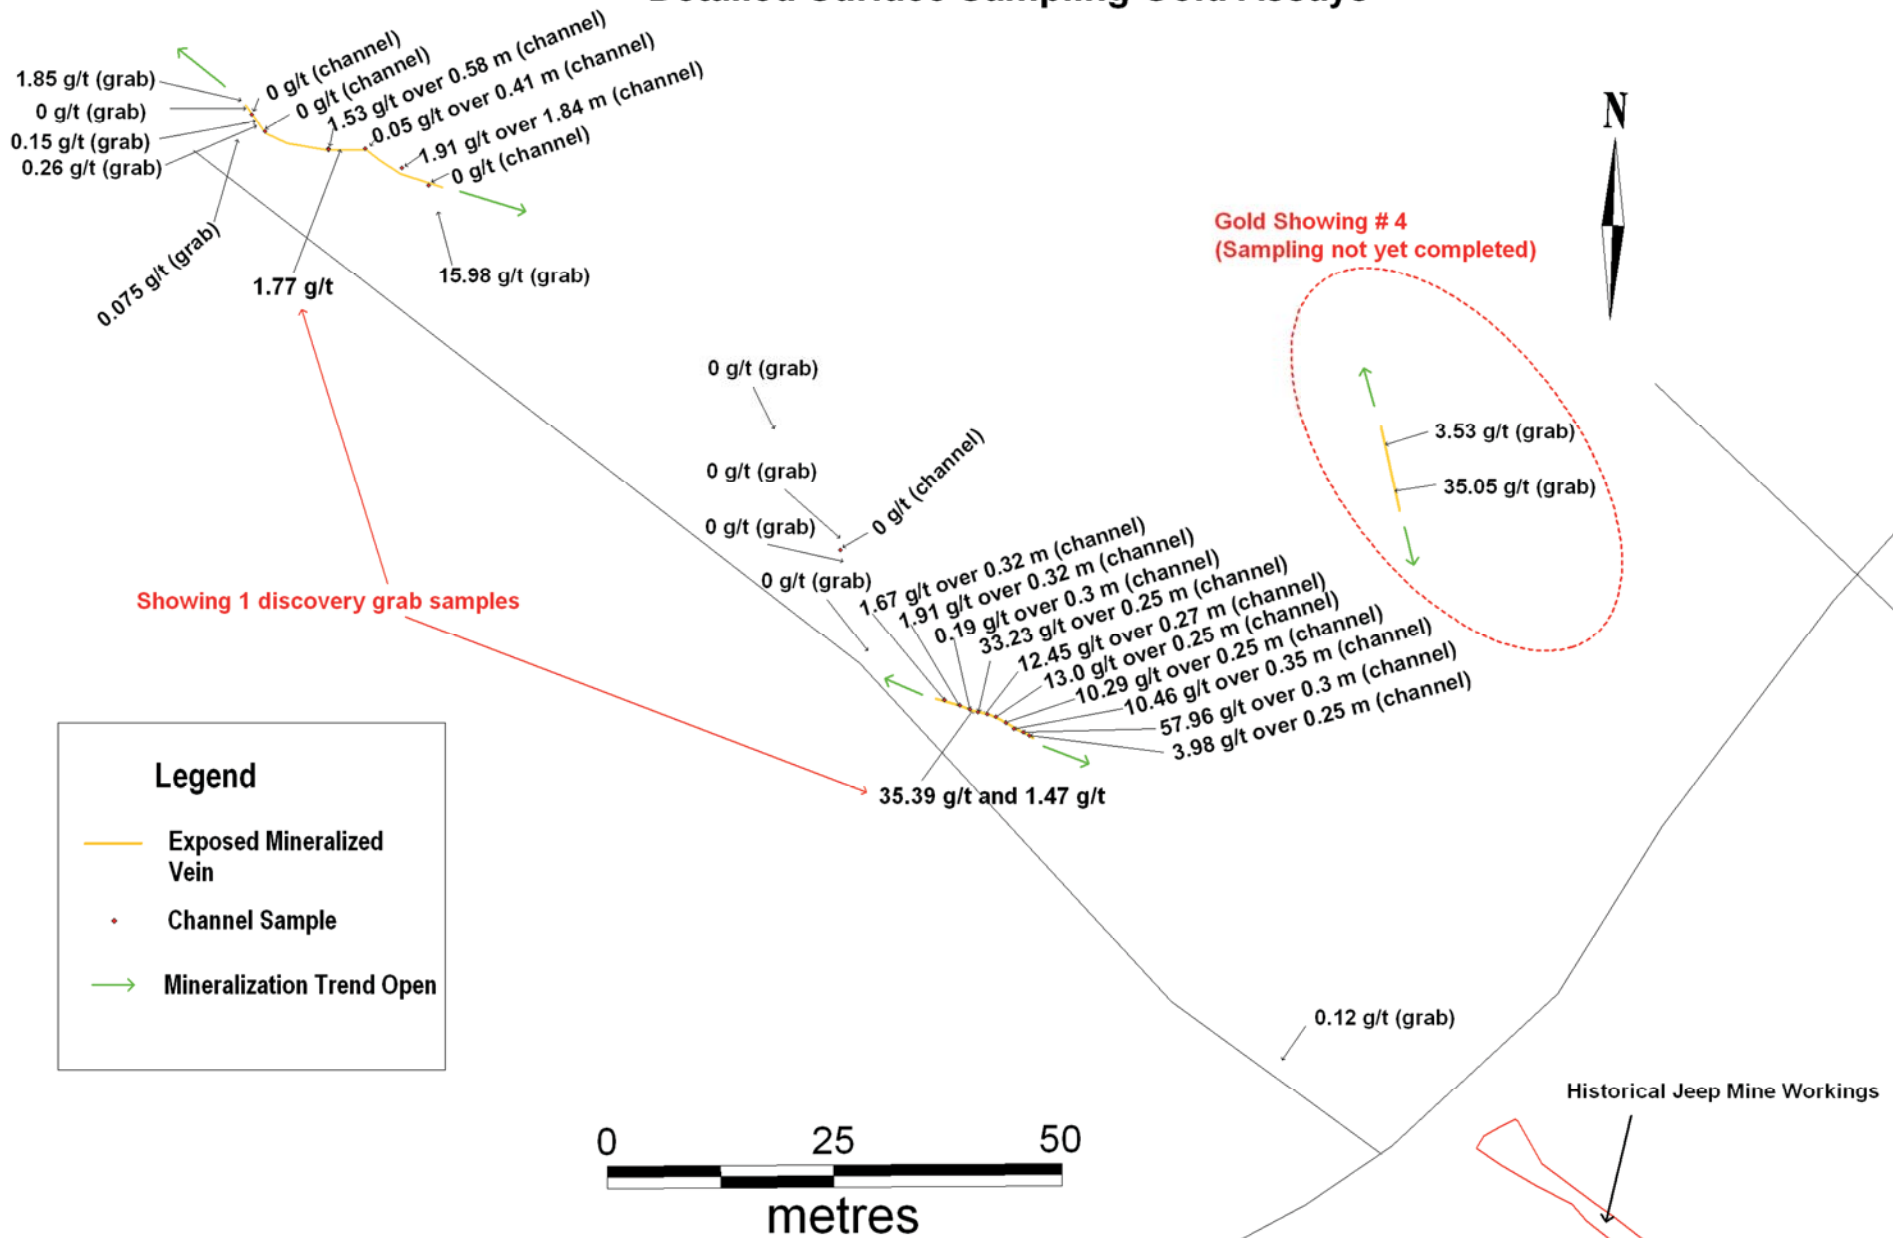 Detailed Surface Sampling Gold Assays
1.85 g/t (grab)
0 g/t (grab)
0.15 g/t (grab)
0.26 g/t (grab)
0.075 g/t (grab)
0 g/t (channel)
0 g/t (channel)
1.53 g/t over 0.58 m (channel)
0.05 g/t over 0.41 m (channel)
1.91 g/t over 1.84 m (channel)
0 g/t (channel)
15.98 g/t (grab)
1.77 g/t
N
Gold Showing # 4
(Sampling not yet completed)
3.53 g/t (grab)
35.05 g/t (grab)
0 g/t (grab)
0 g/t (grab)
0 g/t (channel)
0 g/t (grab)
0 g/t (grab)
1.67 g/t over 0.32 m (channel)
1.91 g/t over 0.32 m (channel)
0.19 g/t over 0.3 m (channel)
33.23 g/t over 0.25 m (channel)
12.45 g/t over 0.27 m (channel)
13.0 g/t over 0.25 m (channel)
10.29 g/t over 0.25 m (channel)
10.46 g/t over 0.35 m (channel)
57.96 g/t over 0.3 m (channel)
3.98 g/t over 0.25 m (channel)
Showing 1 discovery grab samples
35.39 g/t and 1.47 g/t
Legend
Exposed Mineralized
Vein
Channel Sample
Mineralization Trend Open
0.12 g/t (grab)
Historical Jeep Mine Workings
0 25 50
metres